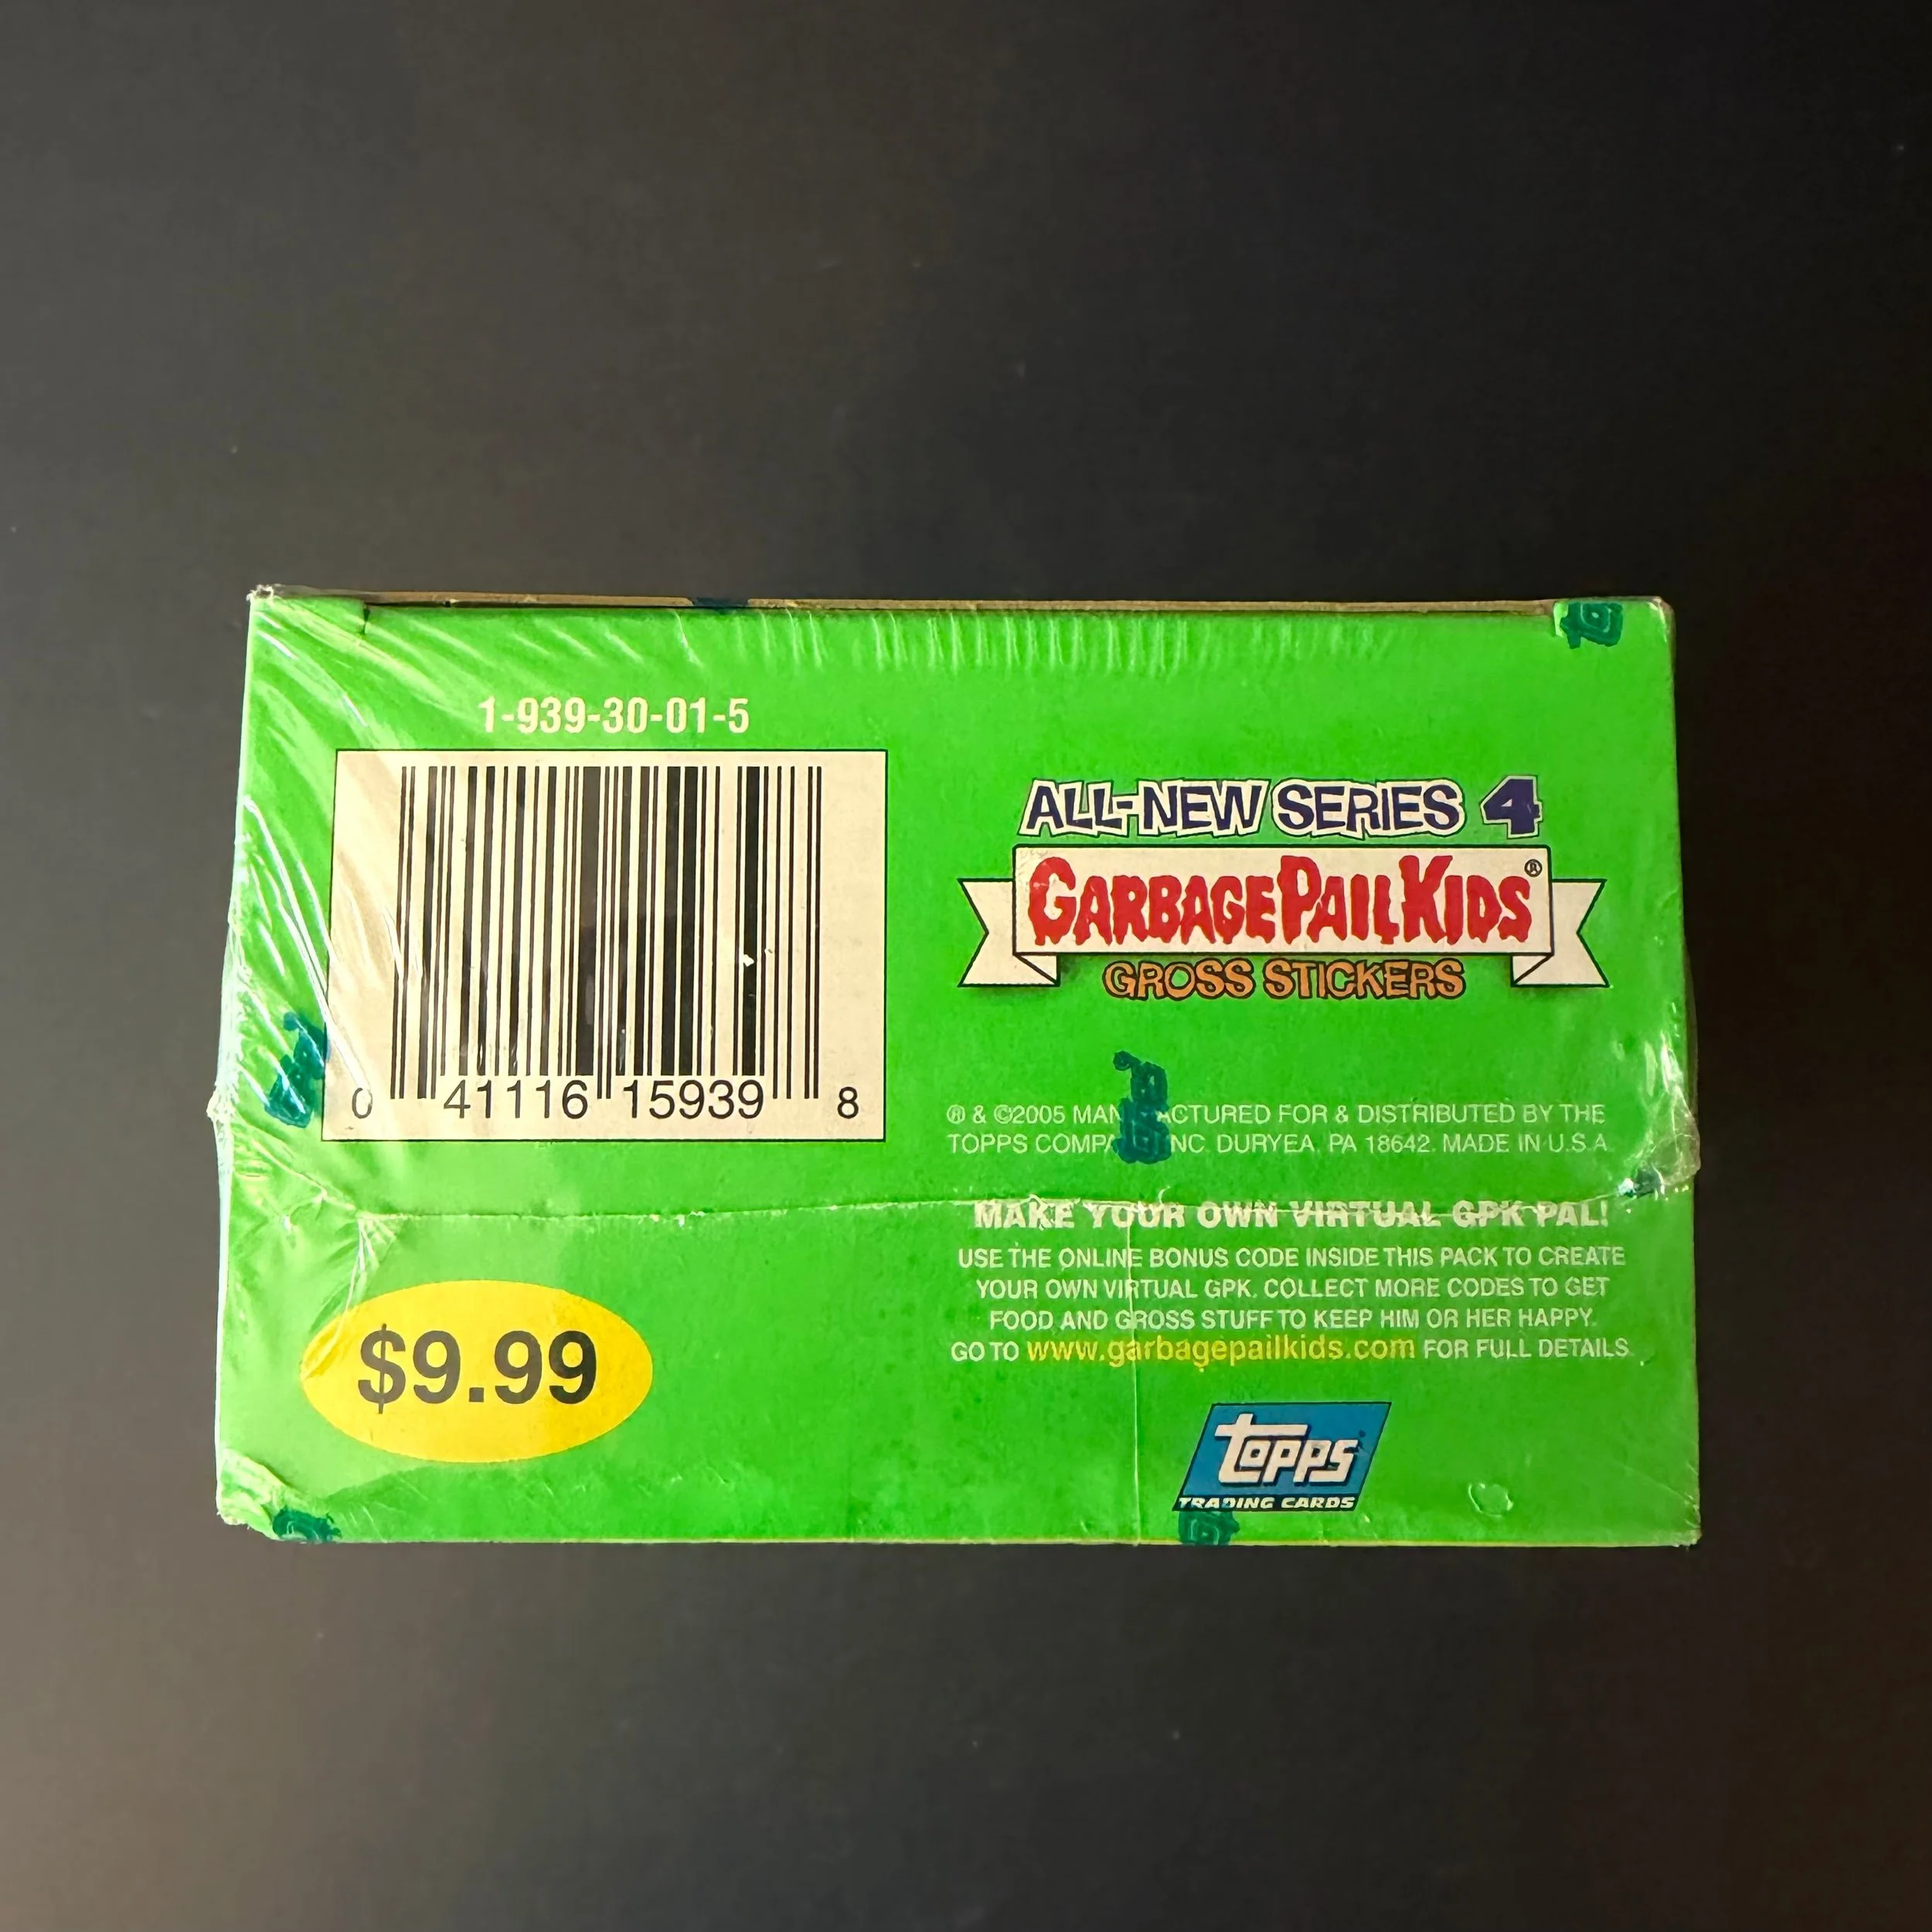 1-939-30-01-5
0 41116 15939 8
$9.99
ALL-NEW SERIES 4
GARBAGE PAIL KIDS®
GROSS STICKERS
® & ©2005 MANUFACTURED FOR & DISTRIBUTED BY THE
TOPPS COMPANY, INC. DURYEA, PA 18642. MADE IN U.S.A.
MAKE YOUR OWN VIRTUAL GPK PAL!
USE THE ONLINE BONUS CODE INSIDE THIS PACK TO CREATE
YOUR OWN VIRTUAL GPK. COLLECT MORE CODES TO GET
FOOD AND GROSS STUFF TO KEEP HIM OR HER HAPPY.
GO TO www.garbagepailkids.com FOR FULL DETAILS.
topps
TRADING CARDS